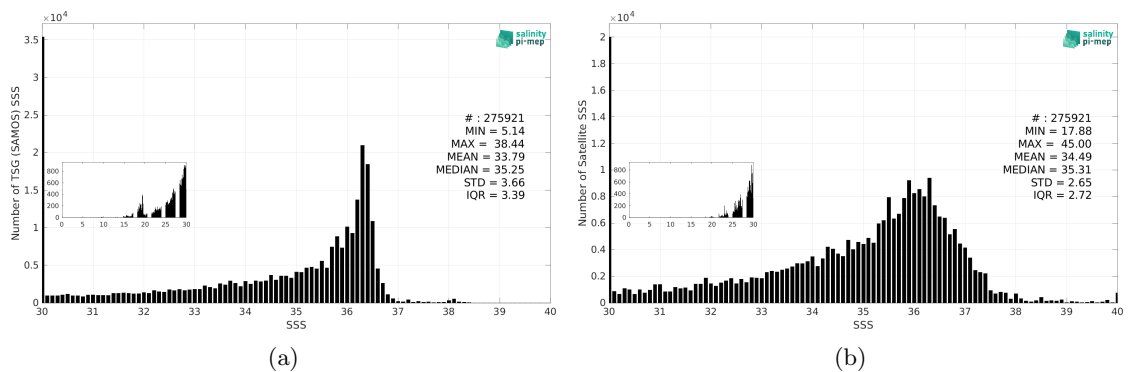 ×10⁴
3.5
3
2.5
2
1.5
1
0.5
0
Number of TSG (SAMOS) SSS
salinity
pi-mep
# : 275921
MIN = 5.14
MAX = 38.44
MEAN = 33.79
MEDIAN = 35.25
STD = 3.66
IQR = 3.39
800
600
400
200
0
0 5 10 15 20 25 30
30 31 32 33 34 35 36 37 38 39 40
SSS
(a)
×10⁴
2
1.8
1.6
1.4
1.2
1
0.8
0.6
0.4
0.2
0
Number of Satellite SSS
salinity
pi-mep
# : 275921
MIN = 17.88
MAX = 45.00
MEAN = 34.49
MEDIAN = 35.31
STD = 2.65
IQR = 2.72
800
600
400
200
0
0 5 10 15 20 25 30
30 31 32 33 34 35 36 37 38 39 40
SSS
(b)